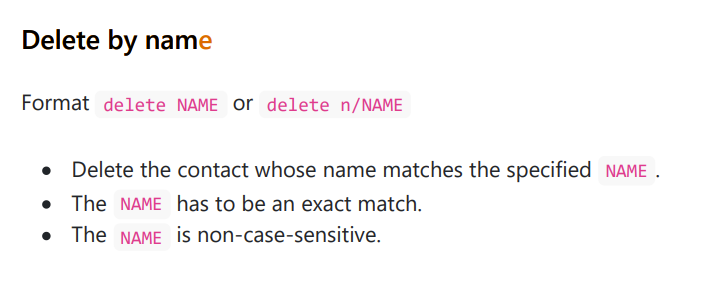 Delete by name
Format delete NAME or delete n/NAME
• Delete the contact whose name matches the specified NAME .
• The NAME has to be an exact match.
• The NAME is non-case-sensitive.